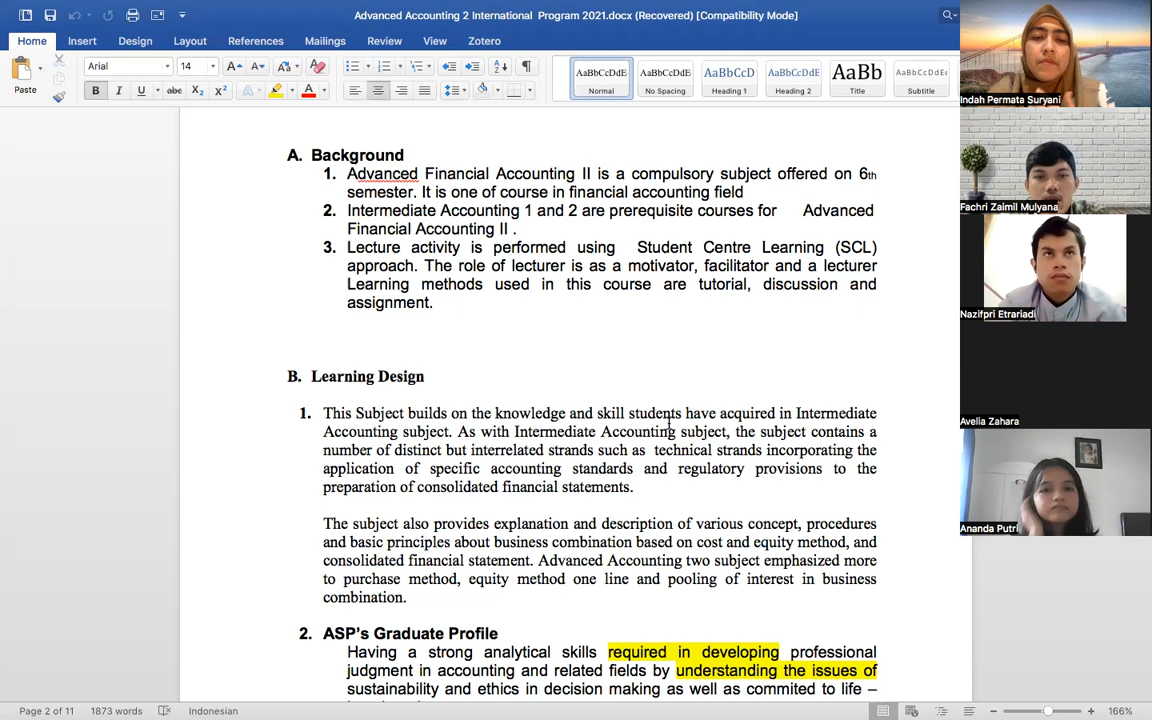 Advanced Accounting 2 International Program 2021.docx (Recovered) [Compatibility Mode]
Home Insert Design Layout References Mailings Review View Zotero
Paste
Arial 14
AaBbCcDdE AaBbCcDdE AaBbCcD AaBbCcDdE AaBb AaBbCcDdE
Normal No Spacing Heading 1 Heading 2 Title Subtitle
A. Background
1. Advanced Financial Accounting II is a compulsory subject offered on 6th
semester. It is one of course in financial accounting field
2. Intermediate Accounting 1 and 2 are prerequisite courses for Advanced
Financial Accounting II .
3. Lecture activity is performed using Student Centre Learning (SCL)
approach. The role of lecturer is as a motivator, facilitator and a lecturer
Learning methods used in this course are tutorial, discussion and
assignment.
B. Learning Design
1. This Subject builds on the knowledge and skill students have acquired in Intermediate
Accounting subject. As with Intermediate Accounting subject, the subject contains a
number of distinct but interrelated strands such as technical strands incorporating the
application of specific accounting standards and regulatory provisions to the
preparation of consolidated financial statements.
The subject also provides explanation and description of various concept, procedures
and basic principles about business combination based on cost and equity method, and
consolidated financial statement. Advanced Accounting two subject emphasized more
to purchase method, equity method one line and pooling of interest in business
combination.
2. ASP's Graduate Profile
Having a strong analytical skills required in developing professional
judgment in accounting and related fields by understanding the issues of
sustainability and ethics in decision making as well as commited to life –
Page 2 of 11 1873 words Indonesian 166%
Indah Permata Suryani
Fachri Zaimil Mulyana
Nazifpri Etrariadi
Avelia Zahara
Ananda Putri